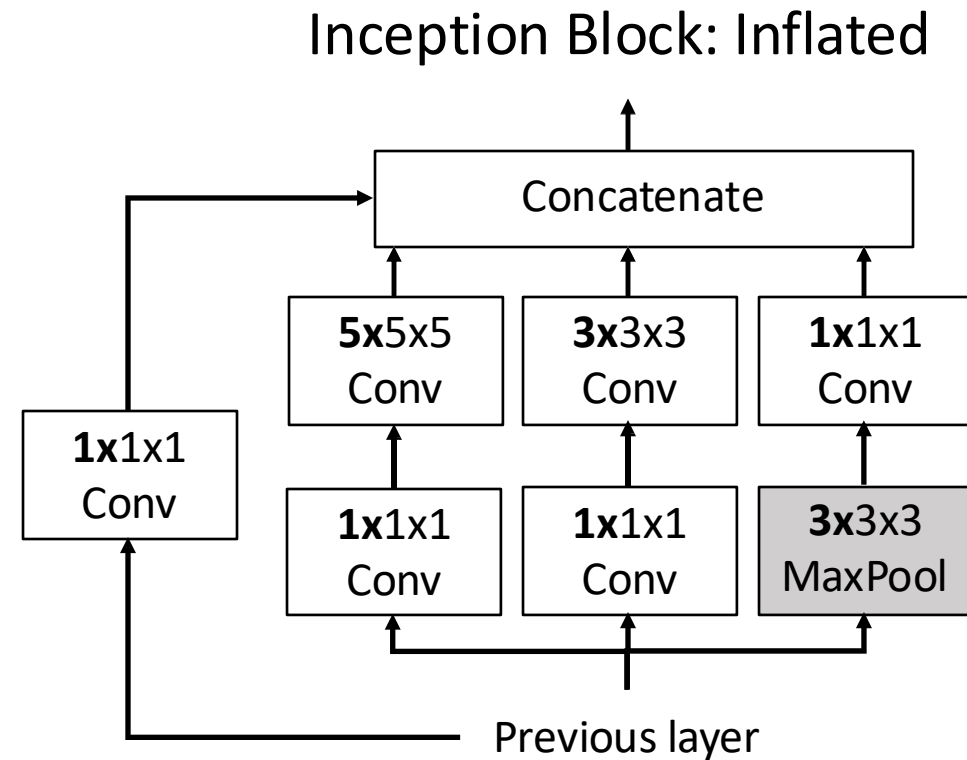 Inception Block: Inflated
Concatenate
5x5x5
Conv
3x3x3
Conv
1x1x1
Conv
1x1x1
Conv
1x1x1
Conv
1x1x1
Conv
3x3x3
MaxPool
Previous layer